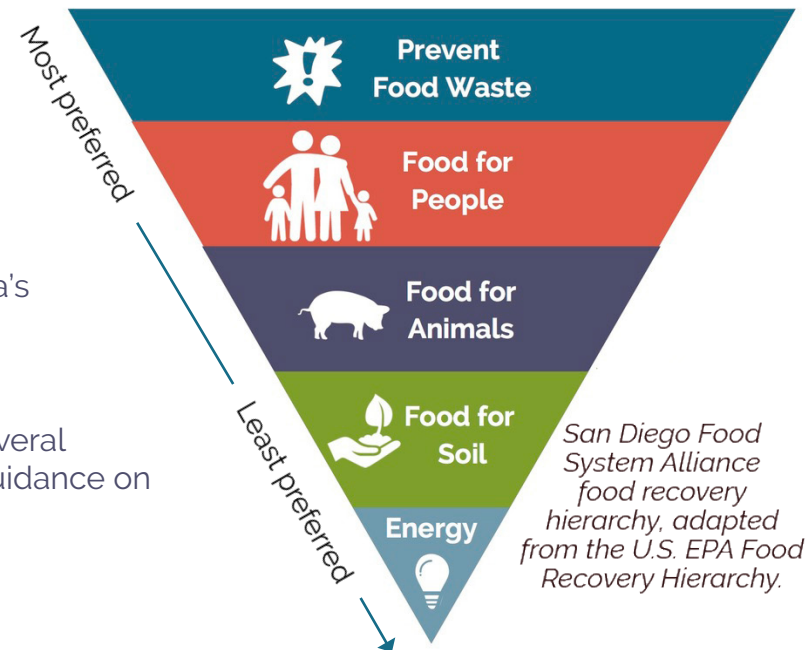 Most preferred
Prevent
Food Waste
Food for
People
Food for
Animals
Food for
Soil
Energy
Least preferred
a's
veral
uidance on
San Diego Food
System Alliance
food recovery
hierarchy, adapted
from the U.S. EPA Food
Recovery Hierarchy.